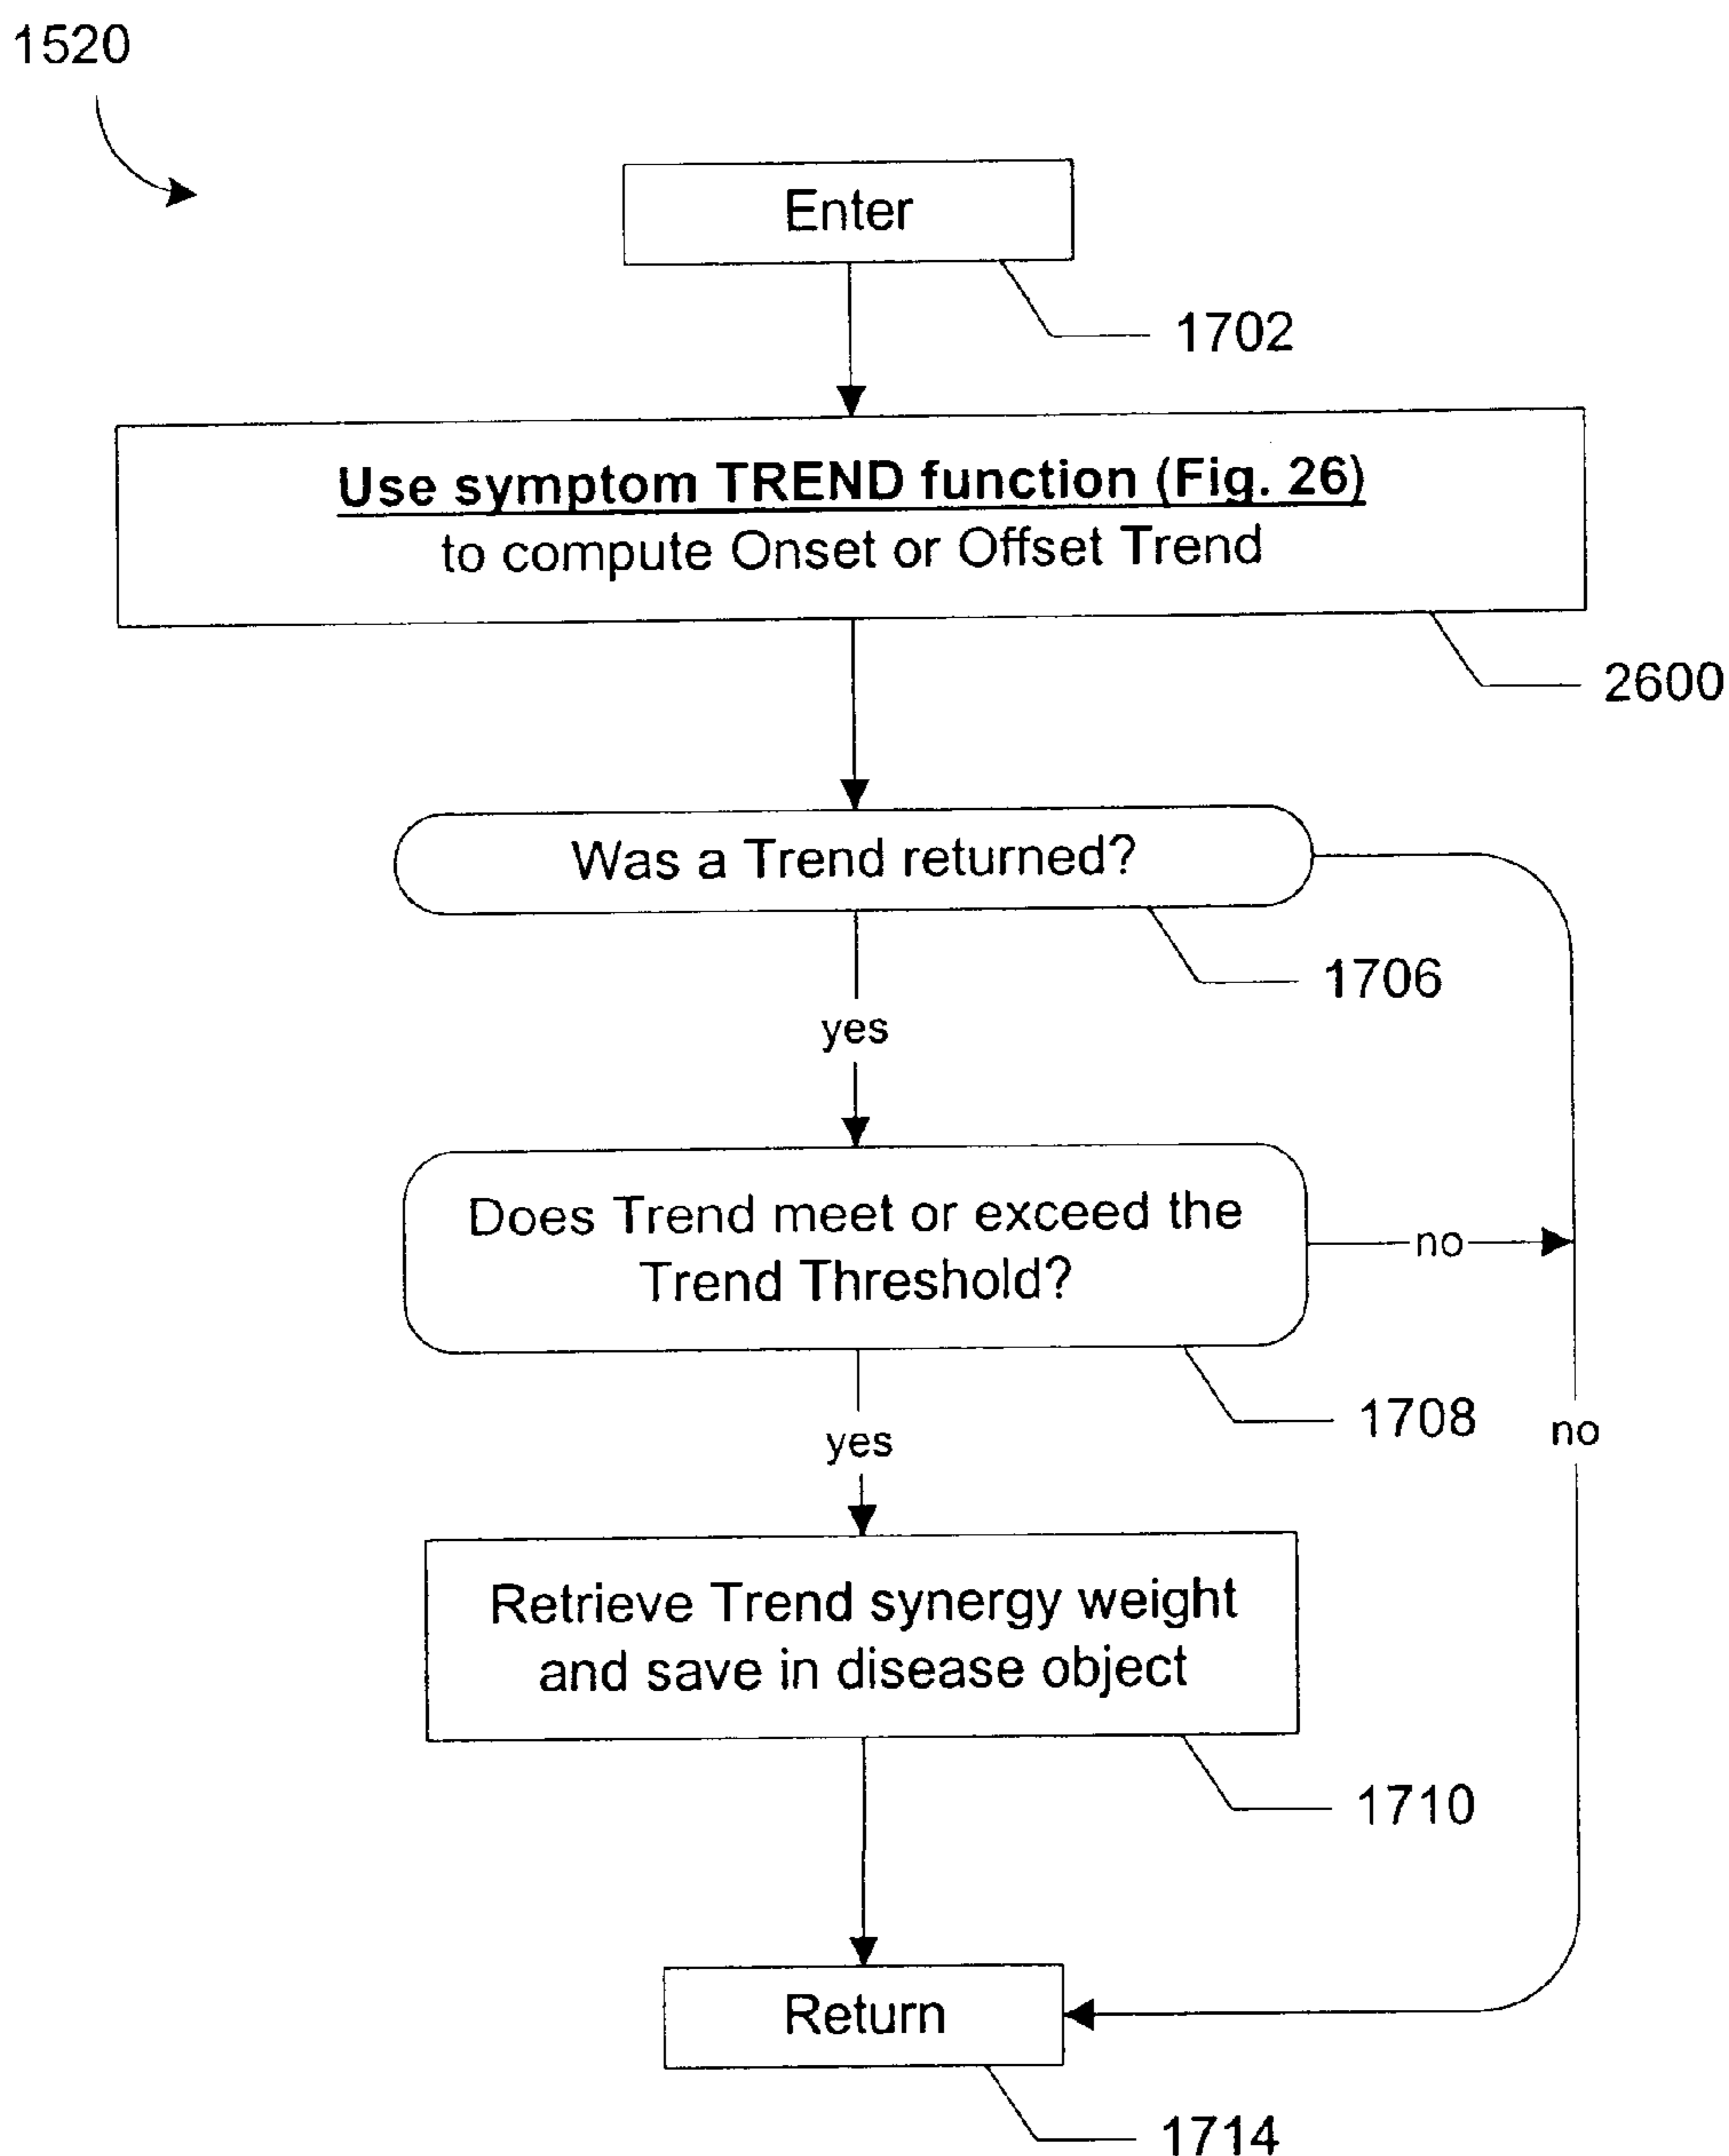 1520
Enter
1702
Use symptom TREND function (Fig. 26)
to compute Onset or Offset Trend
2600
Was a Trend returned?
1706
yes
Does Trend meet or exceed the
Trend Threshold?
no
1708
no
yes
Retrieve Trend synergy weight
and save in disease object
1710
Return
1714